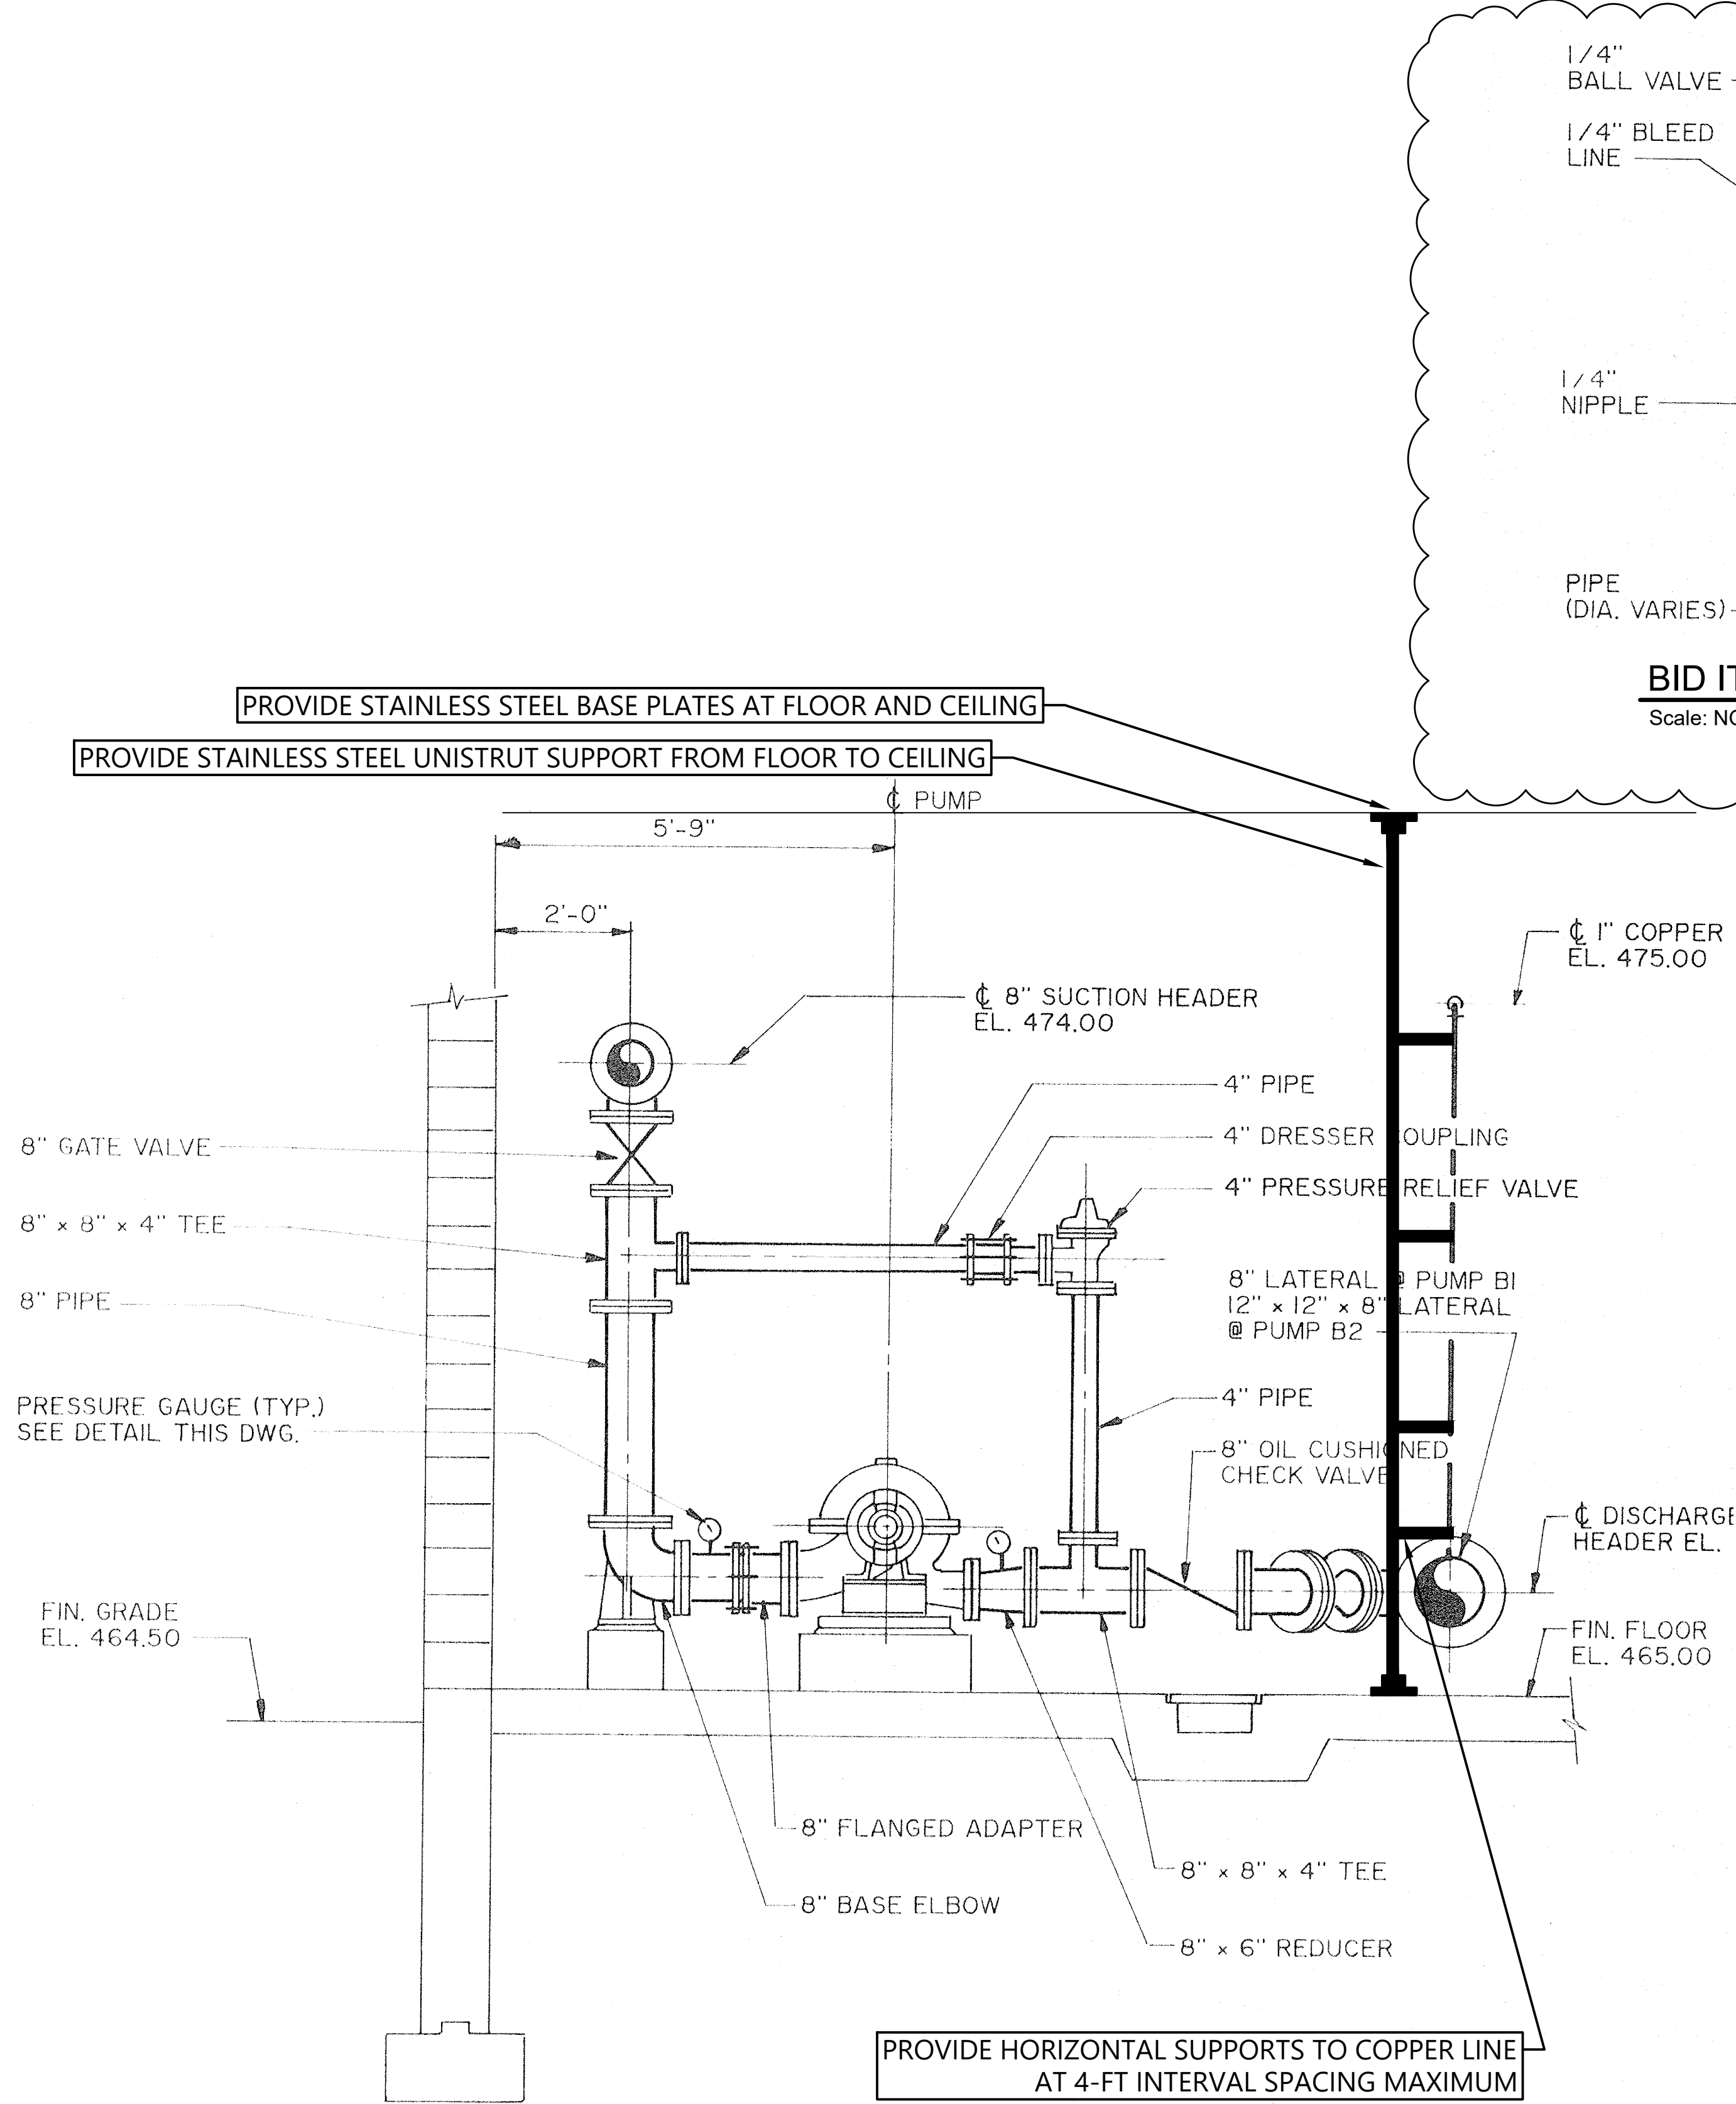 1/4"
BALL VALVE
1/4" BLEED
LINE
1/4"
NIPPLE
PIPE
(DIA. VARIES)
BID
Scale:
PROVIDE STAINLESS STEEL BASE PLATES AT FLOOR AND CEILING
PROVIDE STAINLESS STEEL UNISTRUT SUPPORT FROM FLOOR TO CEILING
℄ PUMP
5'-9"
2'-0"
℄ 1" COPPER
EL. 475.00
℄ 8" SUCTION HEADER
EL. 474.00
4" PIPE
4" DRESSER COUPLING
4" PRESSURE RELIEF VALVE
8" GATE VALVE
8" x 8" x 4" TEE
8" PIPE
8" LATERAL @ PUMP B1
12" x 12" x 8" LATERAL
@ PUMP B2
PRESSURE GAUGE (TYP.)
SEE DETAIL THIS DWG.
4" PIPE
8" OIL CUSHIONED
CHECK VALVE
℄ DISCHARGE
HEADER EL.
FIN. GRADE
EL. 464.50
FIN. FLOOR
EL. 465.00
8" FLANGED ADAPTER
8" x 8" x 4" TEE
8" BASE ELBOW
8" x 6" REDUCER
PROVIDE HORIZONTAL SUPPORTS TO COPPER LINE
AT 4-FT INTERVAL SPACING MAXIMUM